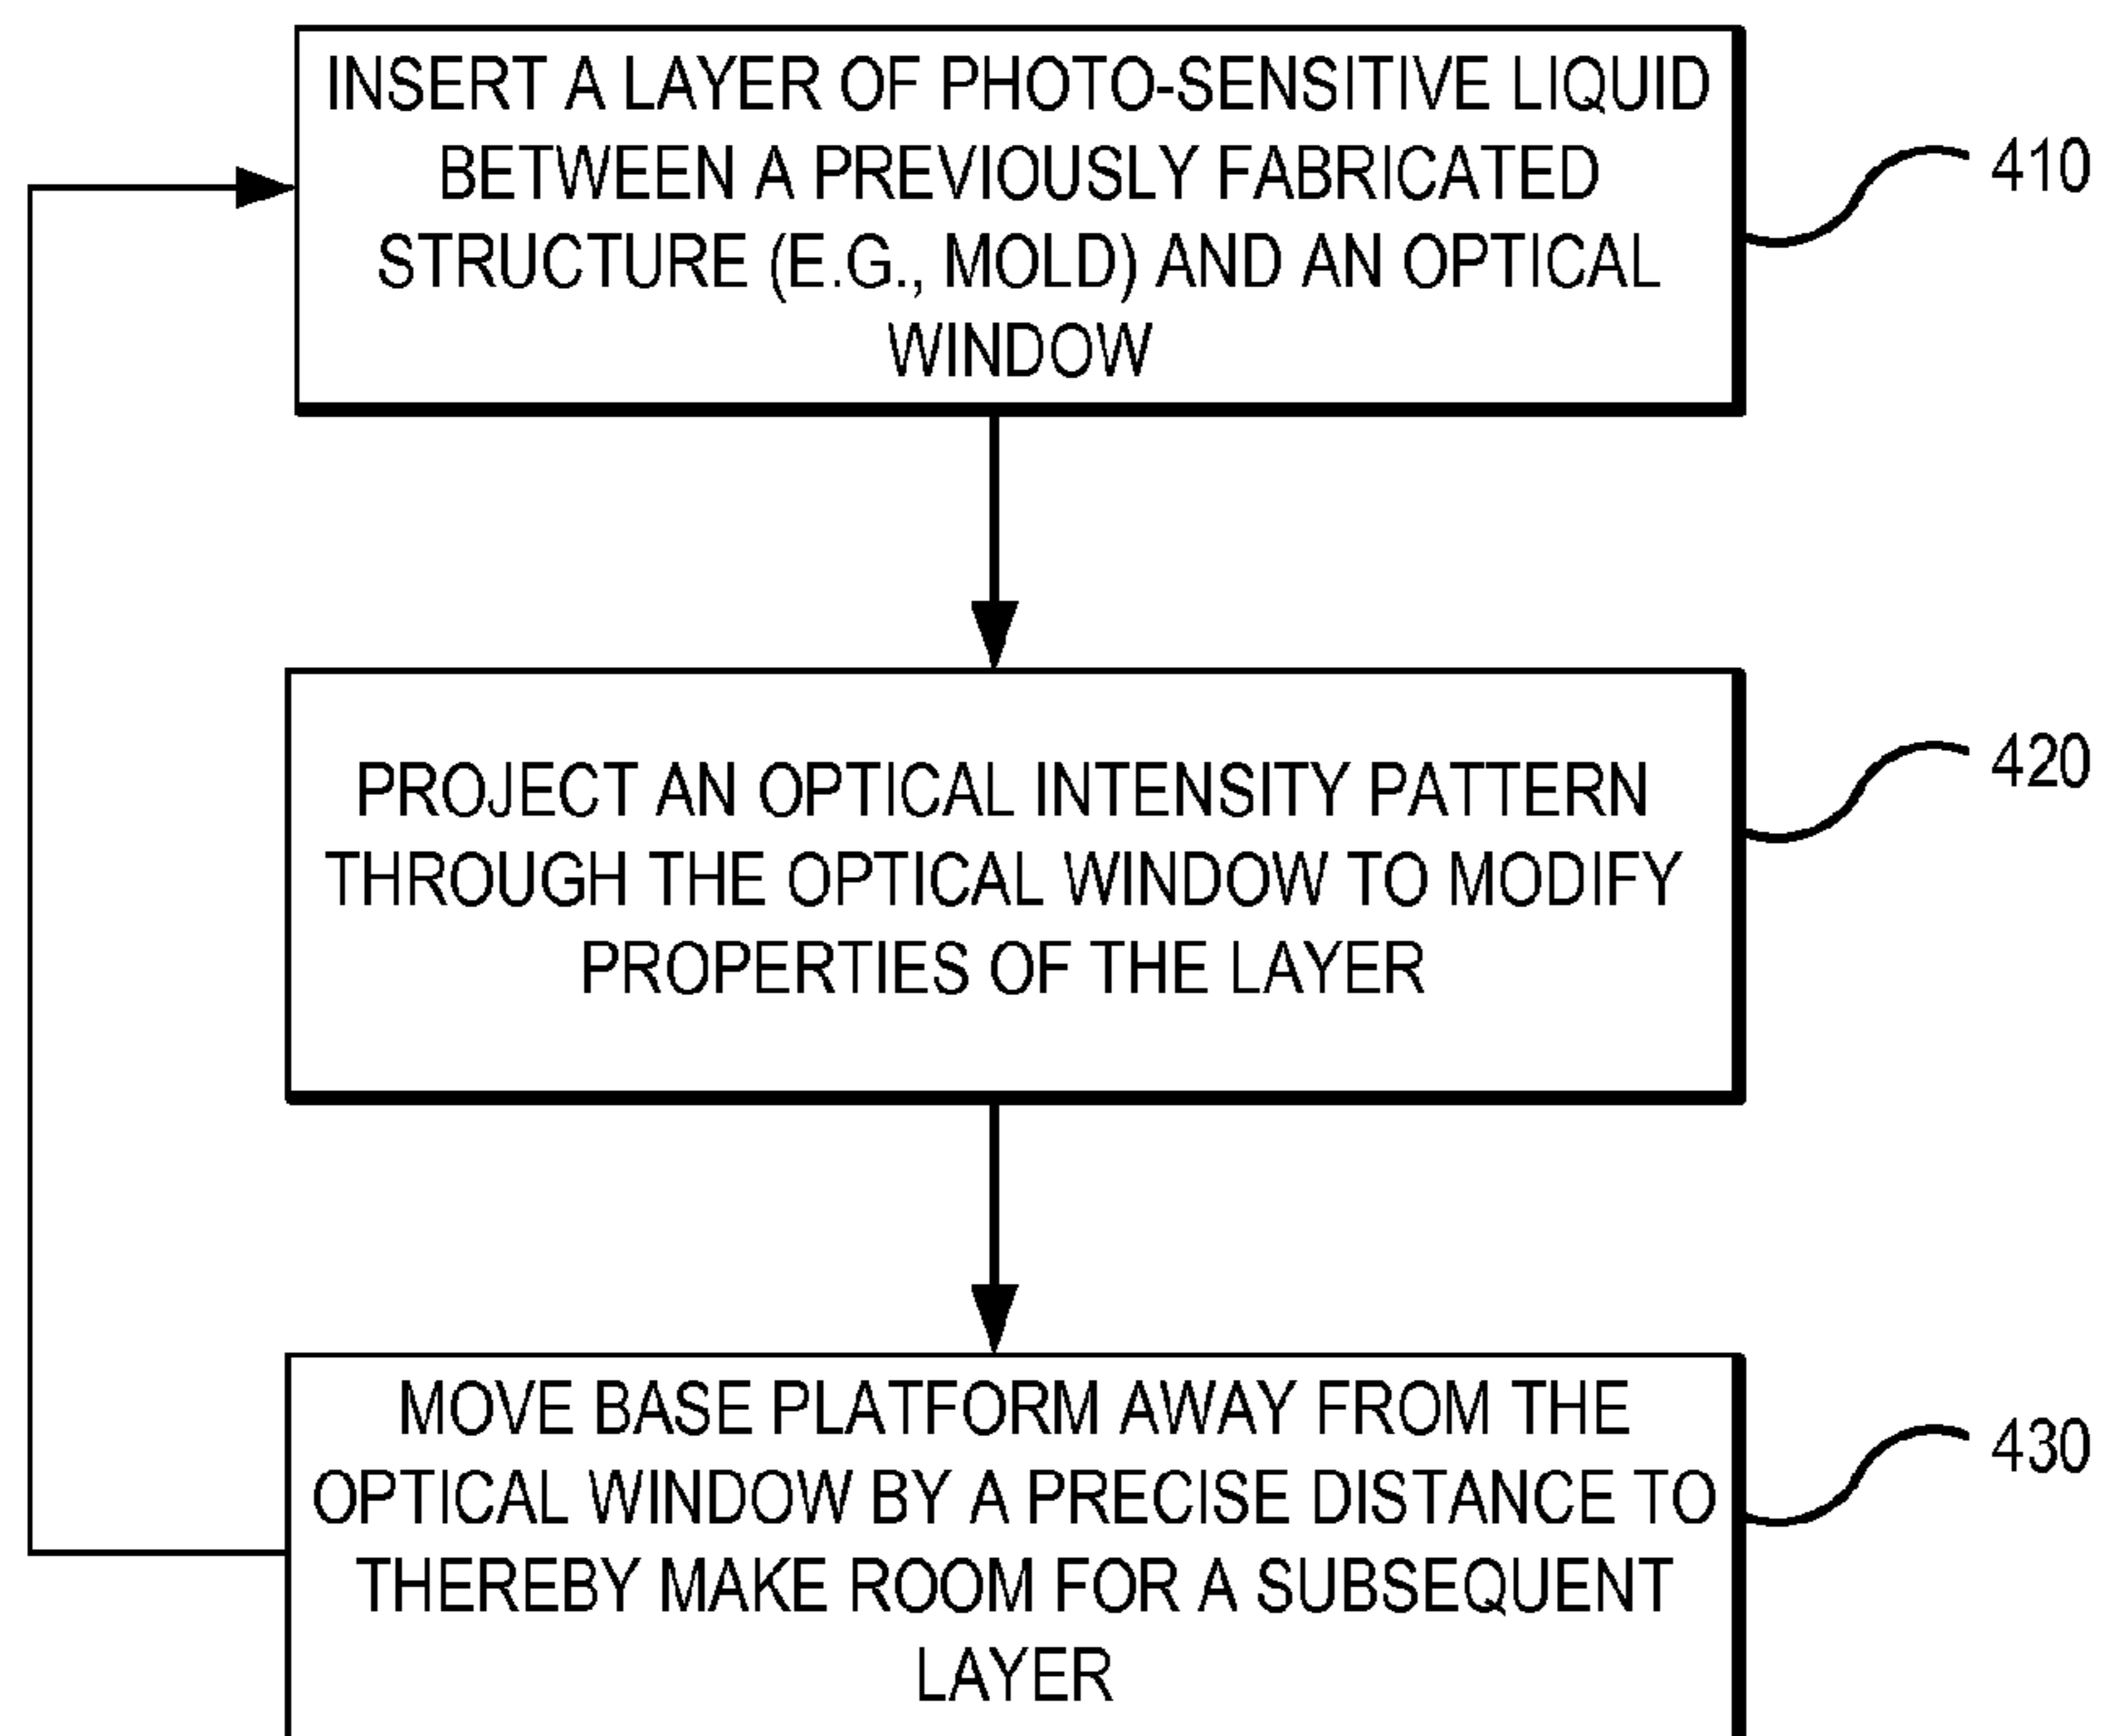 INSERT A LAYER OF PHOTO-SENSITIVE LIQUID
BETWEEN A PREVIOUSLY FABRICATED
STRUCTURE (E.G., MOLD) AND AN OPTICAL
WINDOW
410
PROJECT AN OPTICAL INTENSITY PATTERN
THROUGH THE OPTICAL WINDOW TO MODIFY
PROPERTIES OF THE LAYER
420
MOVE BASE PLATFORM AWAY FROM THE
OPTICAL WINDOW BY A PRECISE DISTANCE TO
THEREBY MAKE ROOM FOR A SUBSEQUENT
LAYER
430